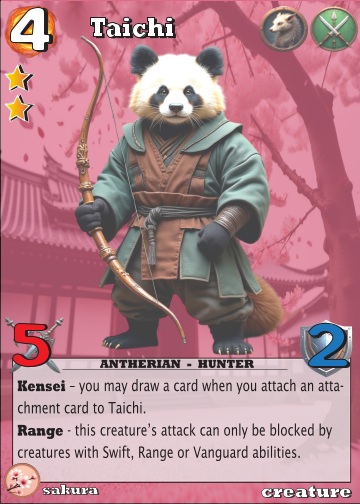 4
Taichi
5
2
ANTHERIAN - HUNTER
Kensei – you may draw a card when you attach an atta-
chment card to Taichi.
Range - this creature's attack can only be blocked by
creatures with Swift, Range or Vanguard abilities.
sakura
creature